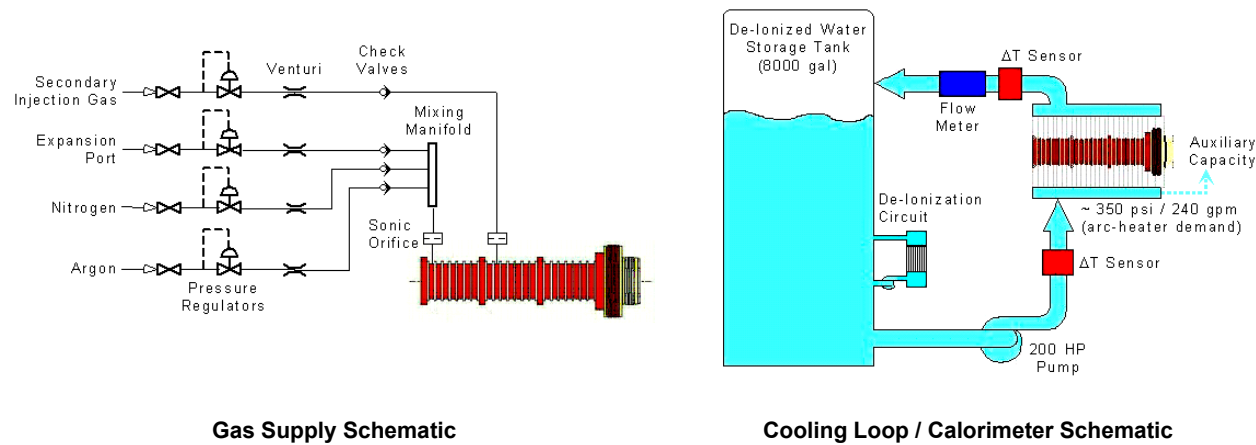 Secondary
Injection Gas
Venturi
Check
Valves
Mixing
Manifold
Expansion
Port
Nitrogen
Sonic
Orifice
Argon
Pressure
Regulators
Gas Supply Schematic
De-Ionized Water
Storage Tank
(8000 gal)
ΔT Sensor
Flow
Meter
Auxiliary
Capacity
De-Ionization
Circuit
~ 350 psi / 240 gpm
(arc-heater demand)
ΔT Sensor
200 HP
Pump
Cooling Loop / Calorimeter Schematic